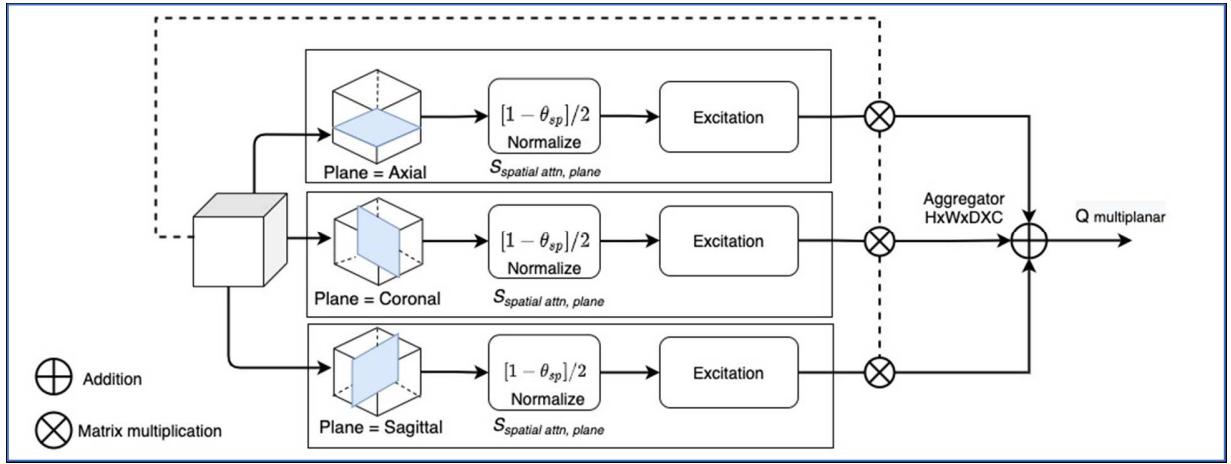 [1 − θsp]/2
Normalize
Excitation
Plane = Axial
Sspatial attn, plane
Aggregator
HxWxDXC
Q multiplanar
[1 − θsp]/2
Normalize
Excitation
Plane = Coronal
Sspatial attn, plane
[1 − θsp]/2
Normalize
Excitation
Plane = Sagittal
Sspatial attn, plane
Addition
Matrix multiplication